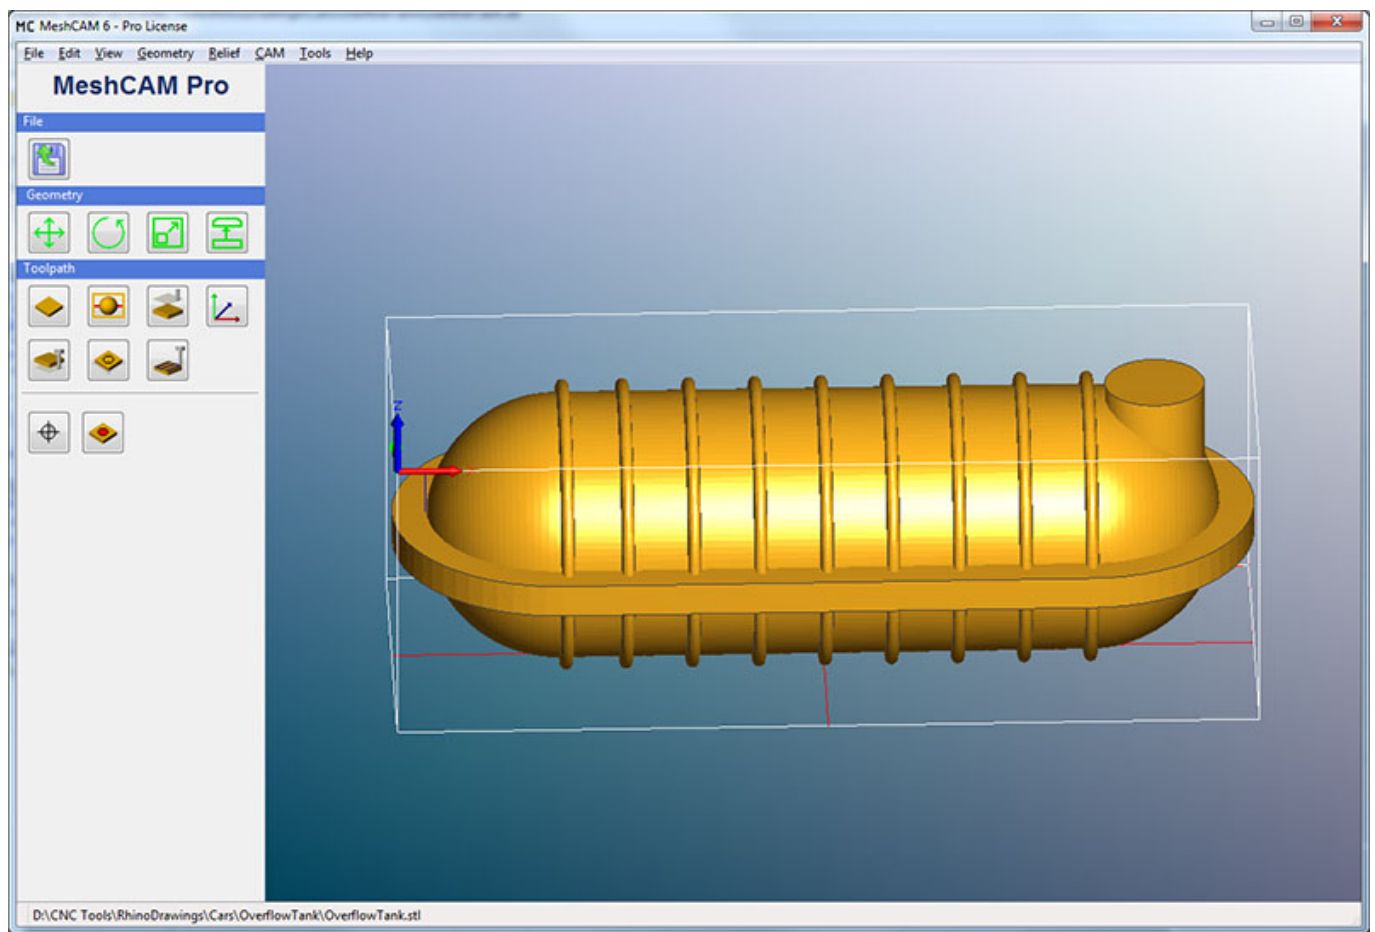 MC MeshCAM 6 - Pro License
File Edit View Geometry Relief CAM Tools Help
MeshCAM Pro
File
Geometry
Toolpath
Z
D:\CNC Tools\RhinoDrawings\Cars\OverflowTank\OverflowTank.stl